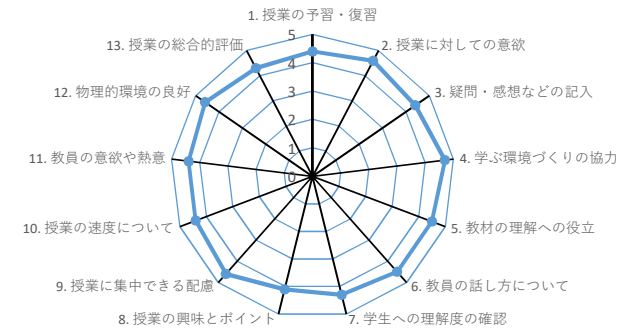 1. 授業の予習・復習
2. 授業に対しての意欲
3. 疑問・感想などの記入
4. 学ぶ環境づくりの協力
5. 教材の理解への役立
6. 教員の話し方について
7. 学生への理解度の確認
8. 授業の興味とポイント
9. 授業に集中できる配慮
10. 授業の速度について
11. 教員の意欲や熱意
12. 物理的環境の良好
13. 授業の総合的評価
5
4
3
2
1
0